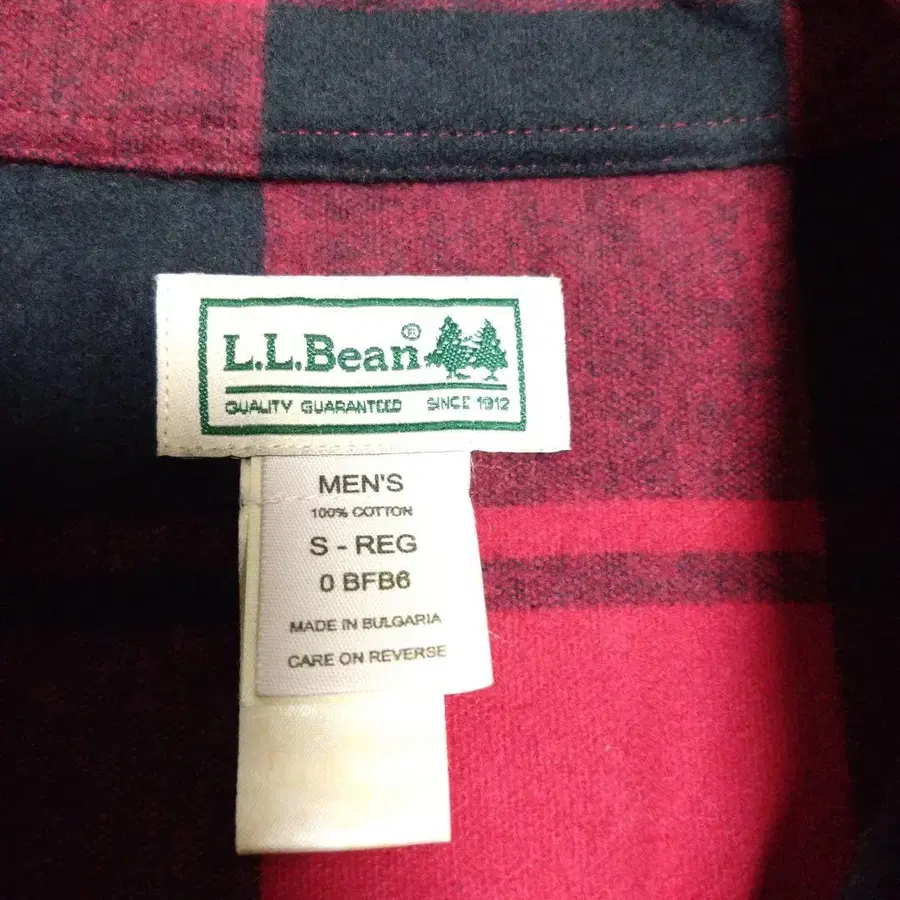 L.L.Bean®
QUALITY GUARANTEED SINCE 1912
MEN'S
100% COTTON
S - REG
0 BFB6
MADE IN BULGARIA
CARE ON REVERSE